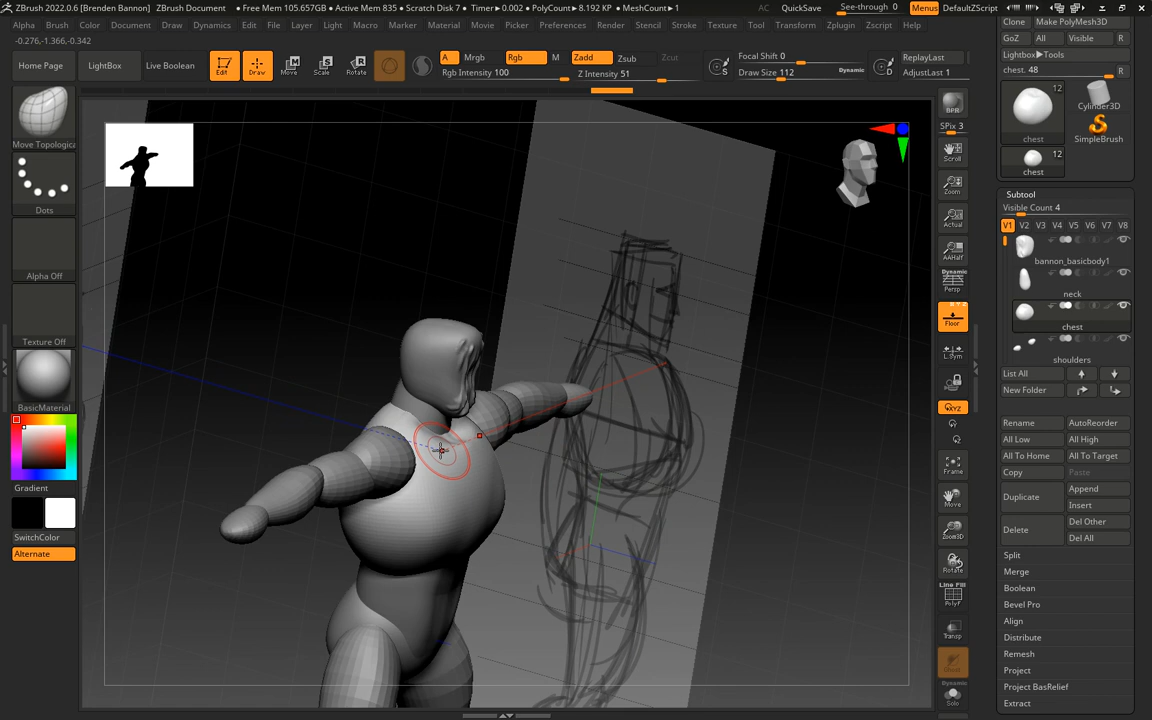 ZBrush 2022.0.6 [Brenden Bannon] ZBrush Document • Free Mem 105.657GB • Active Mem 835 • Scratch Disk 7 • Timer▶0.002 • PolyCount▶8.192 KP • MeshCount▶1 AC QuickSave See-through 0 Menus DefaultZScript
Alpha Brush Color Document Draw Dynamics Edit File Layer Light Macro Marker Material Movie Picker Preferences Render Stencil Stroke Texture Tool Transform Zplugin Zscript Help
-0.276,-1.366,-0.342
Home Page LightBox Live Boolean Edit Draw Move Scale Rotate
A Mrgb Rgb M Zadd Zsub Zcut
Rgb Intensity 100 Z Intensity 51
Focal Shift 0
Draw Size 112 Dynamic
S
D
ReplayLast
AdjustLast 1
Move Topologica
Dots
Alpha Off
Texture Off
BasicMaterial
Gradient
SwitchColor
Alternate
BPR
SPix 3
Scroll
Zoom
Actual
AAHalf
Dynamic
Persp
Floor
L.Sym
XYZ
Frame
Move
Zoom3D
Rotate
Line Fill
PolyF
Transp
Ghost
Dynamic
Solo
Clone Make PolyMesh3D
GoZ All Visible R
Lightbox▶Tools
chest. 48 R
12
chest
Cylinder3D
SimpleBrush
12
chest
Subtool
Visible Count 4
V1 V2 V3 V4 V5 V6 V7 V8
bannon_basicbody1
neck
chest
shoulders
List All
New Folder
Rename AutoReorder
All Low All High
All To Home All To Target
Copy Paste
Duplicate Append
Insert
Delete Del Other
Del All
Split
Merge
Boolean
Bevel Pro
Align
Distribute
Remesh
Project
Project BasRelief
Extract